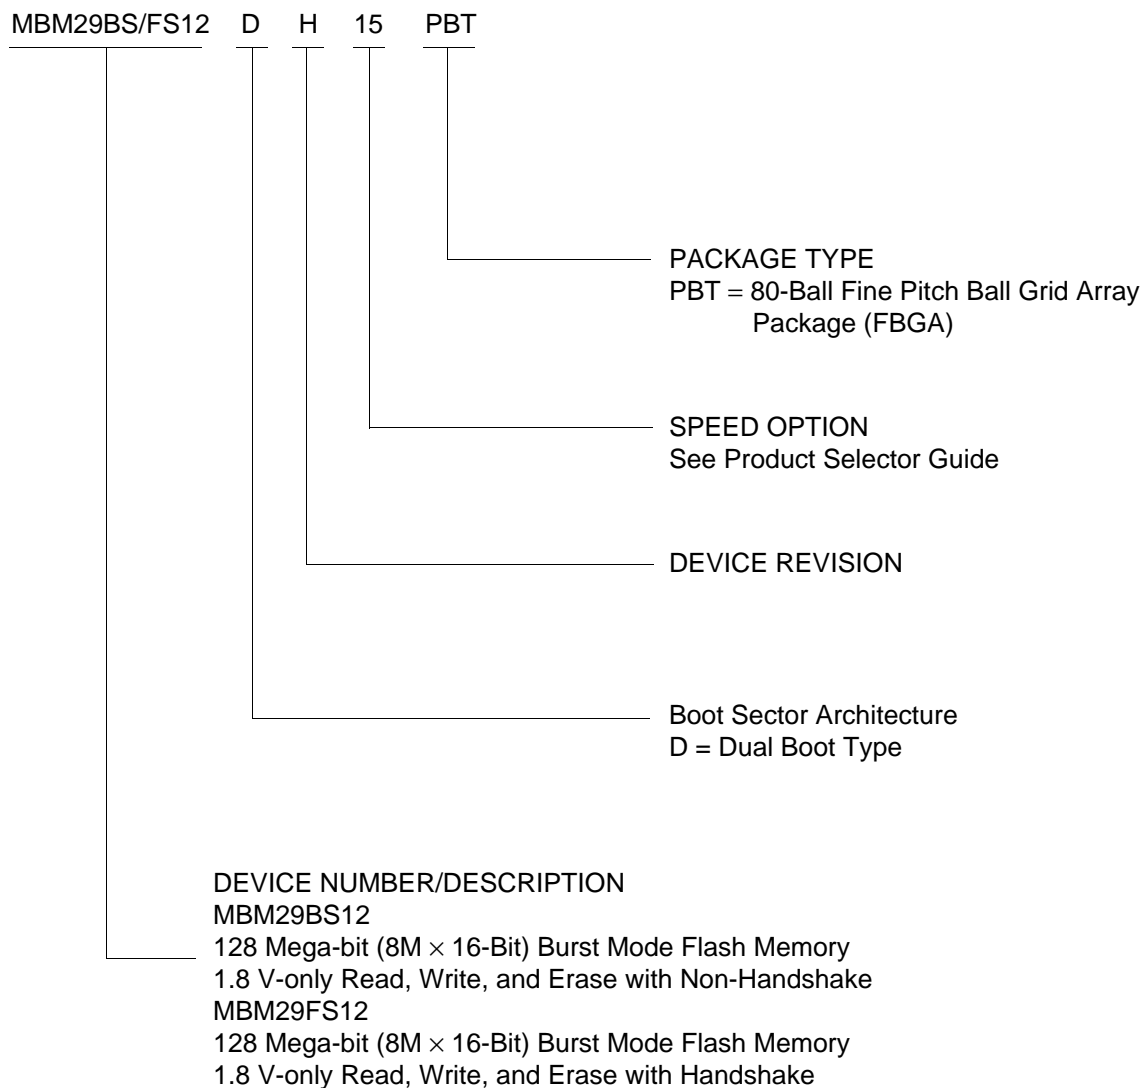 MBM29BS/FS12 D H 15 PBT
PACKAGE TYPE
PBT = 80-Ball Fine Pitch Ball Grid Array
Package (FBGA)
SPEED OPTION
See Product Selector Guide
DEVICE REVISION
Boot Sector Architecture
D = Dual Boot Type
DEVICE NUMBER/DESCRIPTION
MBM29BS12
128 Mega-bit (8M × 16-Bit) Burst Mode Flash Memory
1.8 V-only Read, Write, and Erase with Non-Handshake
MBM29FS12
128 Mega-bit (8M × 16-Bit) Burst Mode Flash Memory
1.8 V-only Read, Write, and Erase with Handshake